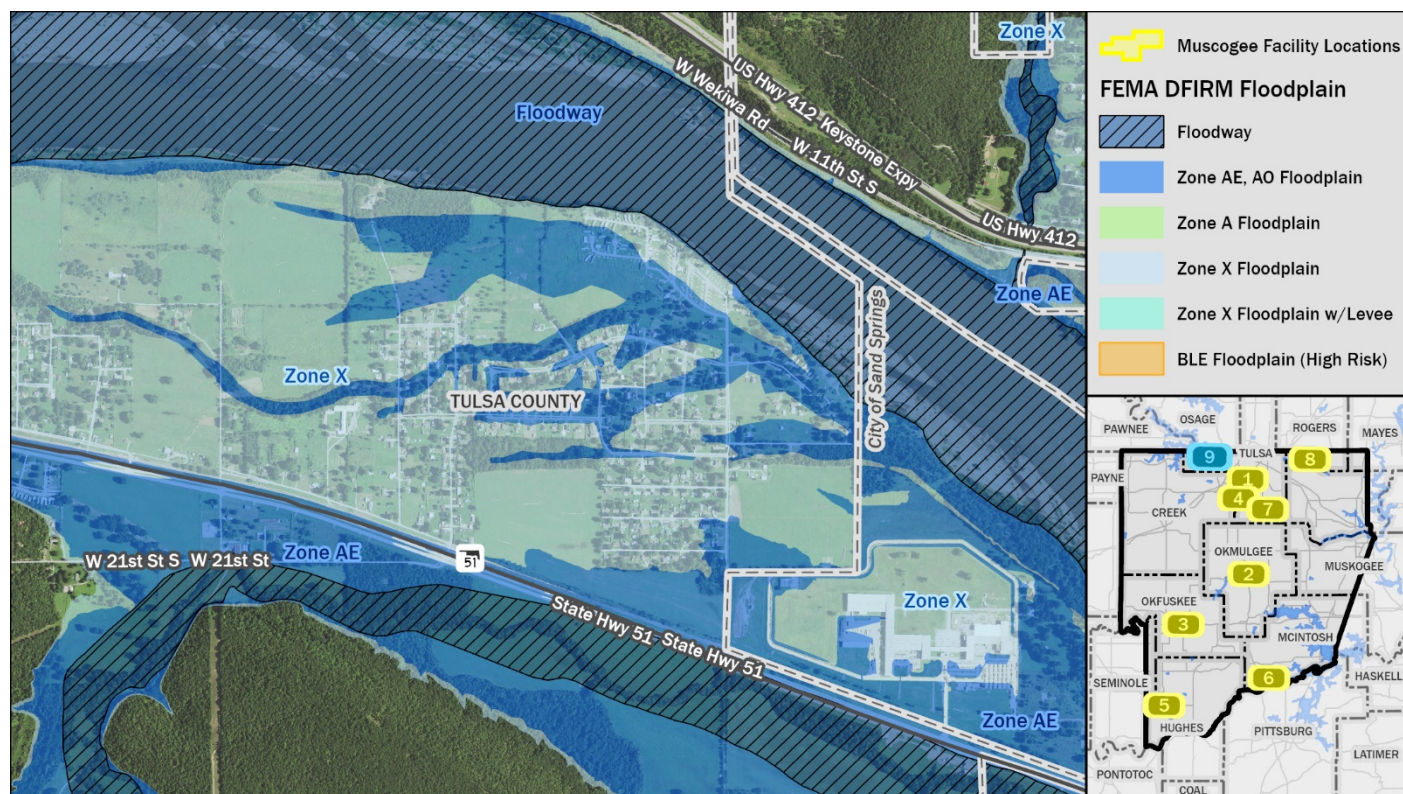 Zone X
US Hwy 412 Keystone Expy
W Wekiwa Rd
W 11th St S
US Hwy 412
Floodway
Zone AE
City of Sand Springs
Zone X
TULSA COUNTY
W 21st St S
W 21st St
Zone AE
51
State Hwy 51
State Hwy 51
Zone X
Zone AE
Muscogee Facility Locations
FEMA DFIRM Floodplain
Floodway
Zone AE, AO Floodplain
Zone A Floodplain
Zone X Floodplain
Zone X Floodplain w/Levee
BLE Floodplain (High Risk)
OSAGE
PAWNEE
ROGERS
MAYES
TULSA
9
8
PAYNE
1
4
CREEK
7
OKMULGEE
MUSKOGEE
2
OKFUSKEE
3
MCINTOSH
SEMINOLE
6
HASKELL
5
HUGHES
PITTSBURG
LATIMER
PONTOTOC
COAL